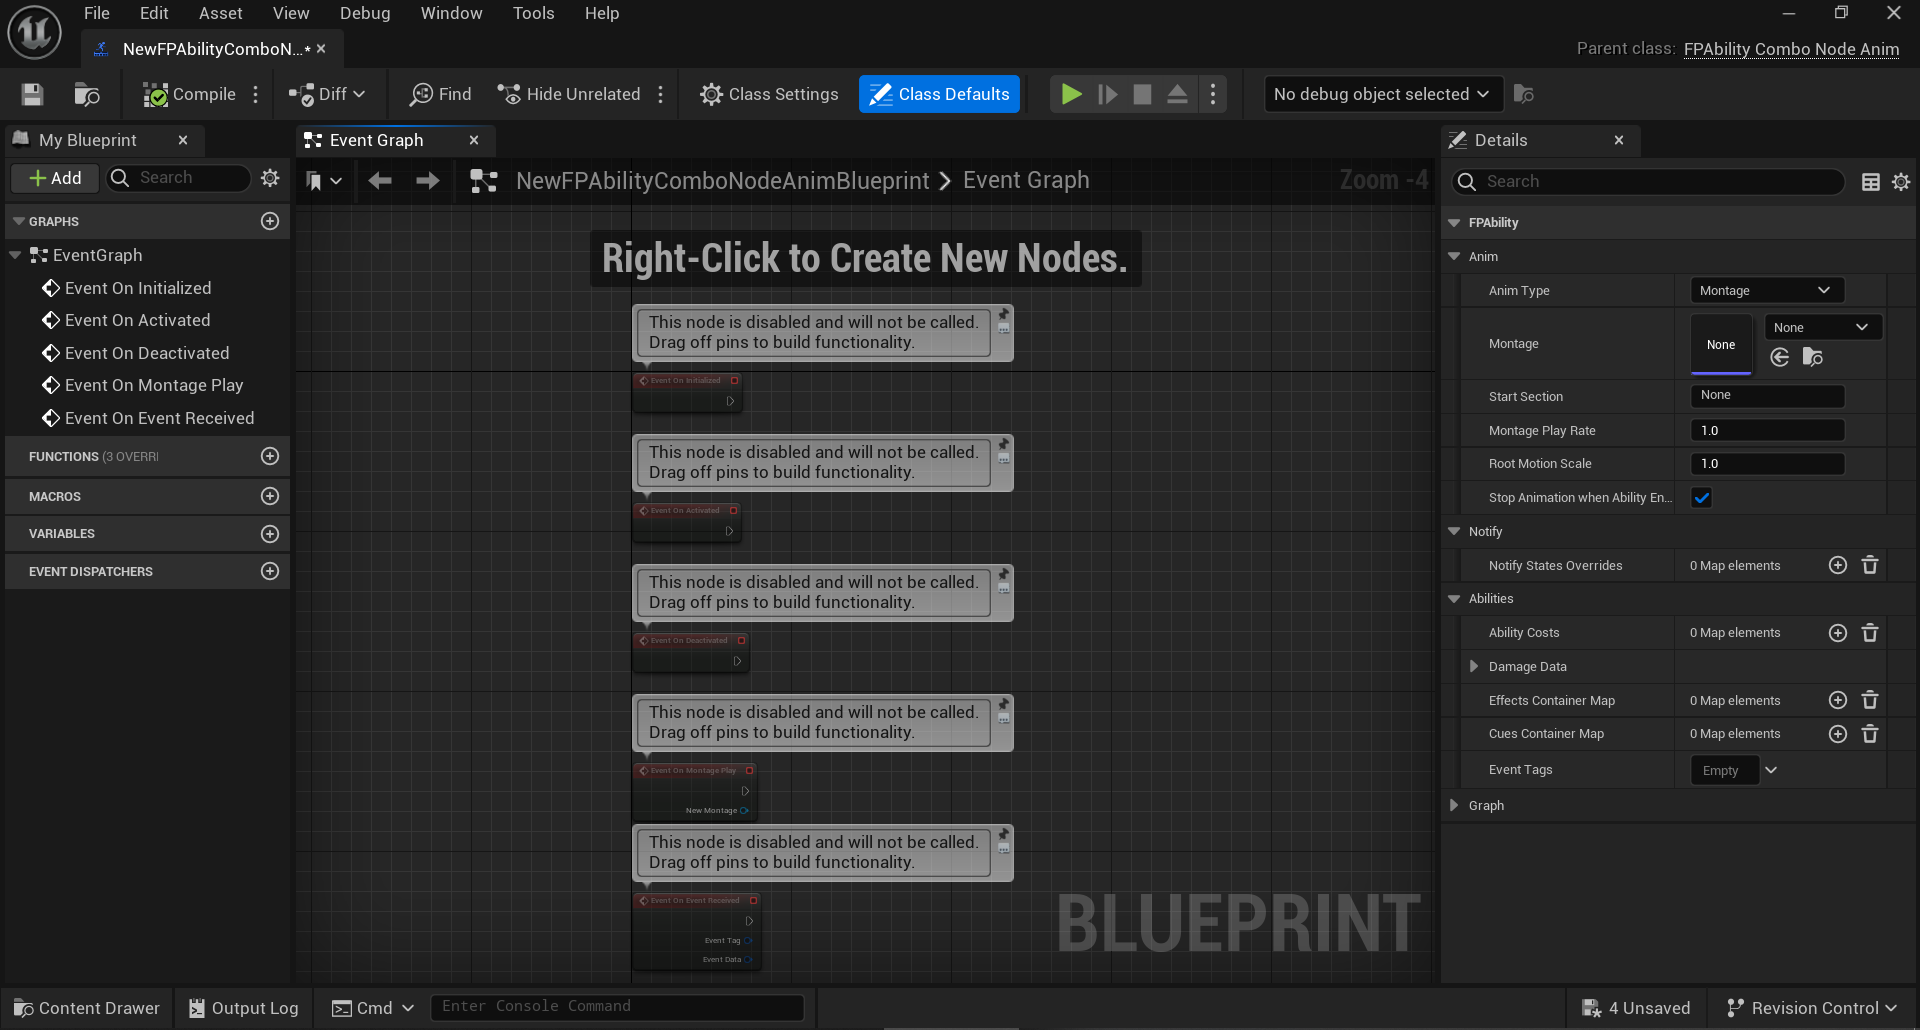 File Edit Asset View Debug Window Tools Help
NewFPAbilityComboN...*
Parent class: FPAbility Combo Node Anim
Compile
Diff
Find
Hide Unrelated
Class Settings
Class Defaults
No debug object selected
My Blueprint
Add
Search
GRAPHS
EventGraph
Event On Initialized
Event On Activated
Event On Deactivated
Event On Montage Play
Event On Event Received
FUNCTIONS (3 OVERRI
MACROS
VARIABLES
EVENT DISPATCHERS
Event Graph
NewFPAbilityComboNodeAnimBlueprint > Event Graph
Zoom -4
Right-Click to Create New Nodes.
This node is disabled and will not be called.
Drag off pins to build functionality.
Event On Initialized
This node is disabled and will not be called.
Drag off pins to build functionality.
Event On Activated
This node is disabled and will not be called.
Drag off pins to build functionality.
Event On Deactivated
This node is disabled and will not be called.
Drag off pins to build functionality.
Event On Montage Play
New Montage
This node is disabled and will not be called.
Drag off pins to build functionality.
Event On Event Received
Event Tag
Event Data
BLUEPRINT
Details
Search
FPAbility
Anim
Anim Type Montage
Montage None None
Start Section None
Montage Play Rate 1.0
Root Motion Scale 1.0
Stop Animation when Ability En...
Notify
Notify States Overrides 0 Map elements
Abilities
Ability Costs 0 Map elements
Damage Data
Effects Container Map 0 Map elements
Cues Container Map 0 Map elements
Event Tags Empty
Graph
Content Drawer
Output Log
Cmd
Enter Console Command
4 Unsaved
Revision Control